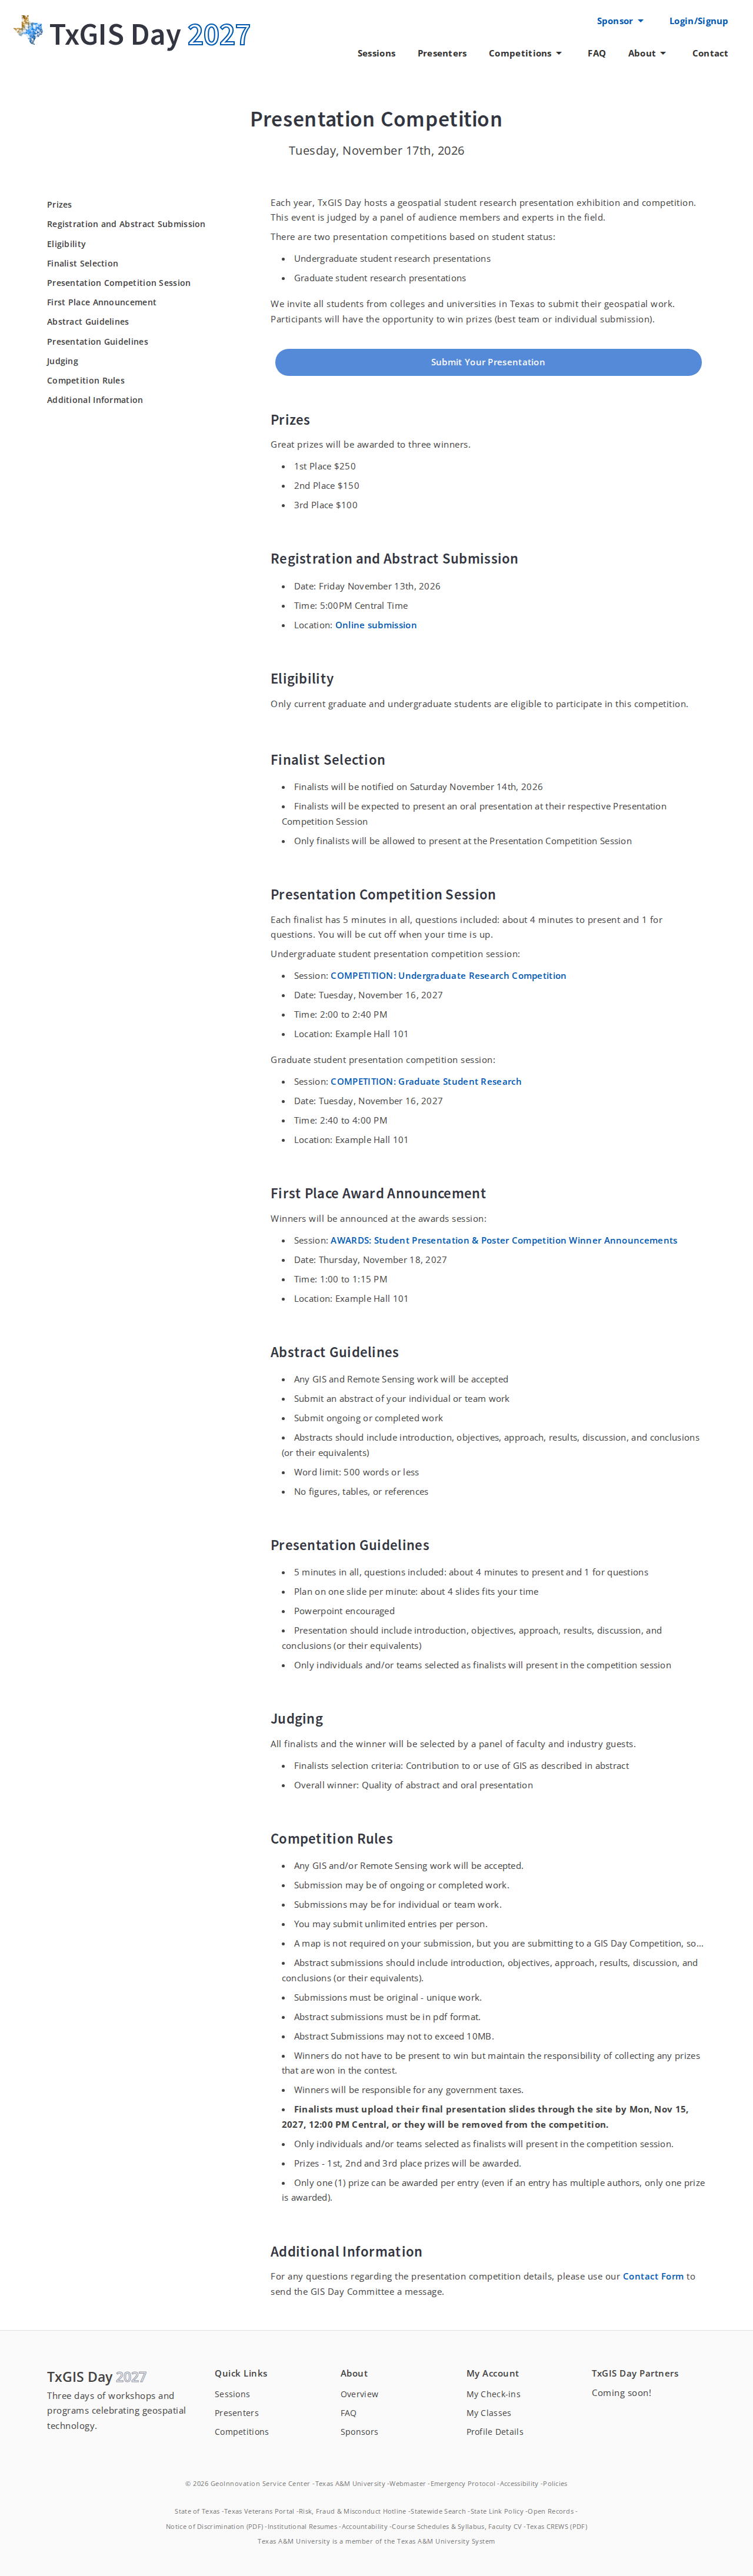 TxGIS Day 2027
Sponsor
Login/Signup
Sessions
Presenters
Competitions
FAQ
About
Contact
Presentation Competition
Tuesday, November 17th, 2026
Prizes
Registration and Abstract Submission
Eligibility
Finalist Selection
Presentation Competition Session
First Place Announcement
Abstract Guidelines
Presentation Guidelines
Judging
Competition Rules
Additional Information
Each year, TxGIS Day hosts a geospatial student research presentation exhibition and competition.
This event is judged by a panel of audience members and experts in the field.
There are two presentation competitions based on student status:
• Undergraduate student research presentations
• Graduate student research presentations
We invite all students from colleges and universities in Texas to submit their geospatial work.
Participants will have the opportunity to win prizes (best team or individual submission).
Submit Your Presentation
Prizes
Great prizes will be awarded to three winners.
• 1st Place $250
• 2nd Place $150
• 3rd Place $100
Registration and Abstract Submission
• Date: Friday November 13th, 2026
• Time: 5:00PM Central Time
• Location: Online submission
Eligibility
Only current graduate and undergraduate students are eligible to participate in this competition.
Finalist Selection
• Finalists will be notified on Saturday November 14th, 2026
• Finalists will be expected to present an oral presentation at their respective Presentation
Competition Session
• Only finalists will be allowed to present at the Presentation Competition Session
Presentation Competition Session
Each finalist has 5 minutes in all, questions included: about 4 minutes to present and 1 for
questions. You will be cut off when your time is up.
Undergraduate student presentation competition session:
• Session: COMPETITION: Undergraduate Research Competition
• Date: Tuesday, November 16, 2027
• Time: 2:00 to 2:40 PM
• Location: Example Hall 101
Graduate student presentation competition session:
• Session: COMPETITION: Graduate Student Research
• Date: Tuesday, November 16, 2027
• Time: 2:40 to 4:00 PM
• Location: Example Hall 101
First Place Award Announcement
Winners will be announced at the awards session:
• Session: AWARDS: Student Presentation & Poster Competition Winner Announcements
• Date: Thursday, November 18, 2027
• Time: 1:00 to 1:15 PM
• Location: Example Hall 101
Abstract Guidelines
• Any GIS and Remote Sensing work will be accepted
• Submit an abstract of your individual or team work
• Submit ongoing or completed work
• Abstracts should include introduction, objectives, approach, results, discussion, and conclusions
(or their equivalents)
• Word limit: 500 words or less
• No figures, tables, or references
Presentation Guidelines
• 5 minutes in all, questions included: about 4 minutes to present and 1 for questions
• Plan on one slide per minute: about 4 slides fits your time
• Powerpoint encouraged
• Presentation should include introduction, objectives, approach, results, discussion, and
conclusions (or their equivalents)
• Only individuals and/or teams selected as finalists will present in the competition session
Judging
All finalists and the winner will be selected by a panel of faculty and industry guests.
• Finalists selection criteria: Contribution to or use of GIS as described in abstract
• Overall winner: Quality of abstract and oral presentation
Competition Rules
• Any GIS and/or Remote Sensing work will be accepted.
• Submission may be of ongoing or completed work.
• Submissions may be for individual or team work.
• You may submit unlimited entries per person.
• A map is not required on your submission, but you are submitting to a GIS Day Competition, so...
• Abstract submissions should include introduction, objectives, approach, results, discussion, and
conclusions (or their equivalents).
• Submissions must be original - unique work.
• Abstract submissions must be in pdf format.
• Abstract Submissions may not to exceed 10MB.
• Winners do not have to be present to win but maintain the responsibility of collecting any prizes
that are won in the contest.
• Winners will be responsible for any government taxes.
• Finalists must upload their final presentation slides through the site by Mon, Nov 15,
2027, 12:00 PM Central, or they will be removed from the competition.
• Only individuals and/or teams selected as finalists will present in the competition session.
• Prizes - 1st, 2nd and 3rd place prizes will be awarded.
• Only one (1) prize can be awarded per entry (even if an entry has multiple authors, only one prize
is awarded).
Additional Information
For any questions regarding the presentation competition details, please use our Contact Form to
send the GIS Day Committee a message.
TxGIS Day 2027
Three days of workshops and
programs celebrating geospatial
technology.
Quick Links
Sessions
Presenters
Competitions
About
Overview
FAQ
Sponsors
My Account
My Check-ins
My Classes
Profile Details
TxGIS Day Partners
Coming soon!
© 2026 GeoInnovation Service Center -Texas A&M University -Webmaster -Emergency Protocol -Accessibility -Policies
State of Texas -Texas Veterans Portal -Risk, Fraud & Misconduct Hotline -Statewide Search -State Link Policy -Open Records -
Notice of Discrimination (PDF) -Institutional Resumes -Accountability -Course Schedules & Syllabus, Faculty CV -Texas CREWS (PDF)
Texas A&M University is a member of the Texas A&M University System